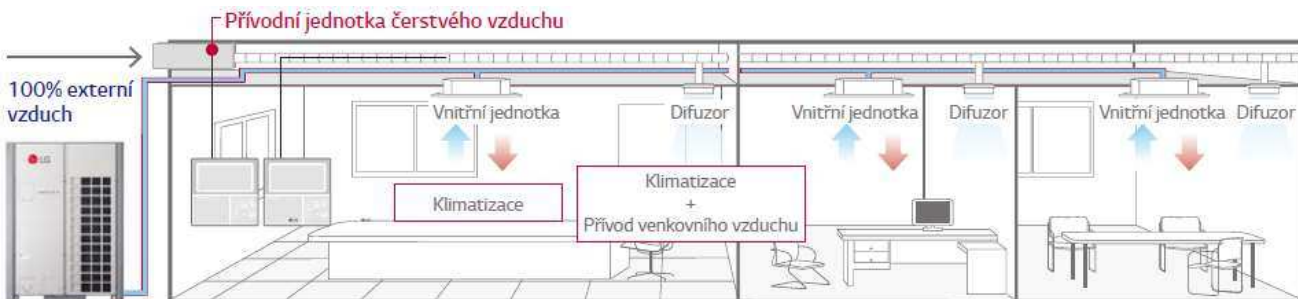 Přívodní jednotka čerstvého vzduchu
100% externí
vzduch
Vnitřní jednotka
Difuzor
Vnitřní jednotka
Difuzor
Vnitřní jednotka
Difuzor
LG
Klimatizace
Klimatizace
+
Přívod venkovního vzduchu